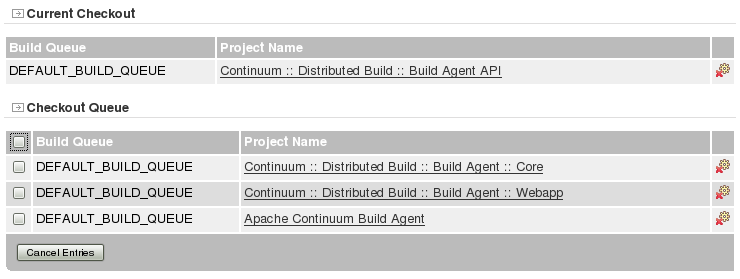 Current Checkout
Build Queue Project Name
DEFAULT_BUILD_QUEUE Continuum :: Distributed Build :: Build Agent API
Checkout Queue
Build Queue Project Name
DEFAULT_BUILD_QUEUE Continuum :: Distributed Build :: Build Agent :: Core
DEFAULT_BUILD_QUEUE Continuum :: Distributed Build :: Build Agent :: Webapp
DEFAULT_BUILD_QUEUE Apache Continuum Build Agent
Cancel Entries